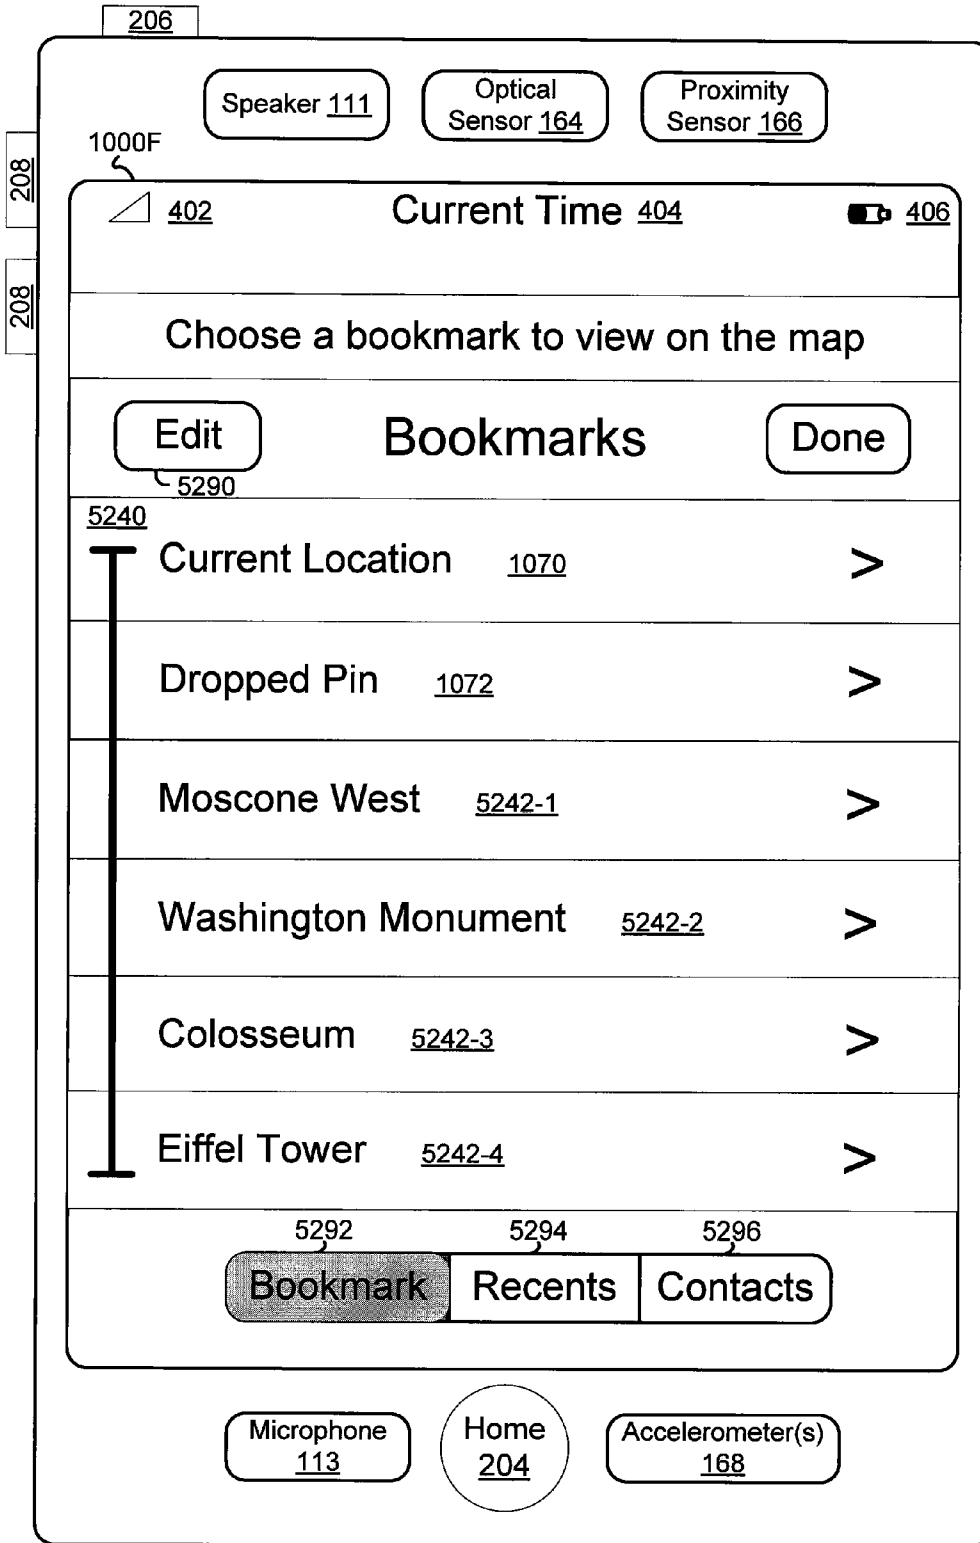 206
Speaker 111
Optical
Sensor 164
Proximity
Sensor 166
208
1000F
402
Current Time 404
406
208
Choose a bookmark to view on the map
Edit
Bookmarks
Done
5290
5240
Current Location 1070 >
Dropped Pin 1072 >
Moscone West 5242-1 >
Washington Monument 5242-2 >
Colosseum 5242-3 >
Eiffel Tower 5242-4 >
5292
5294
5296
Bookmark
Recents
Contacts
Microphone
113
Home
204
Accelerometer(s)
168